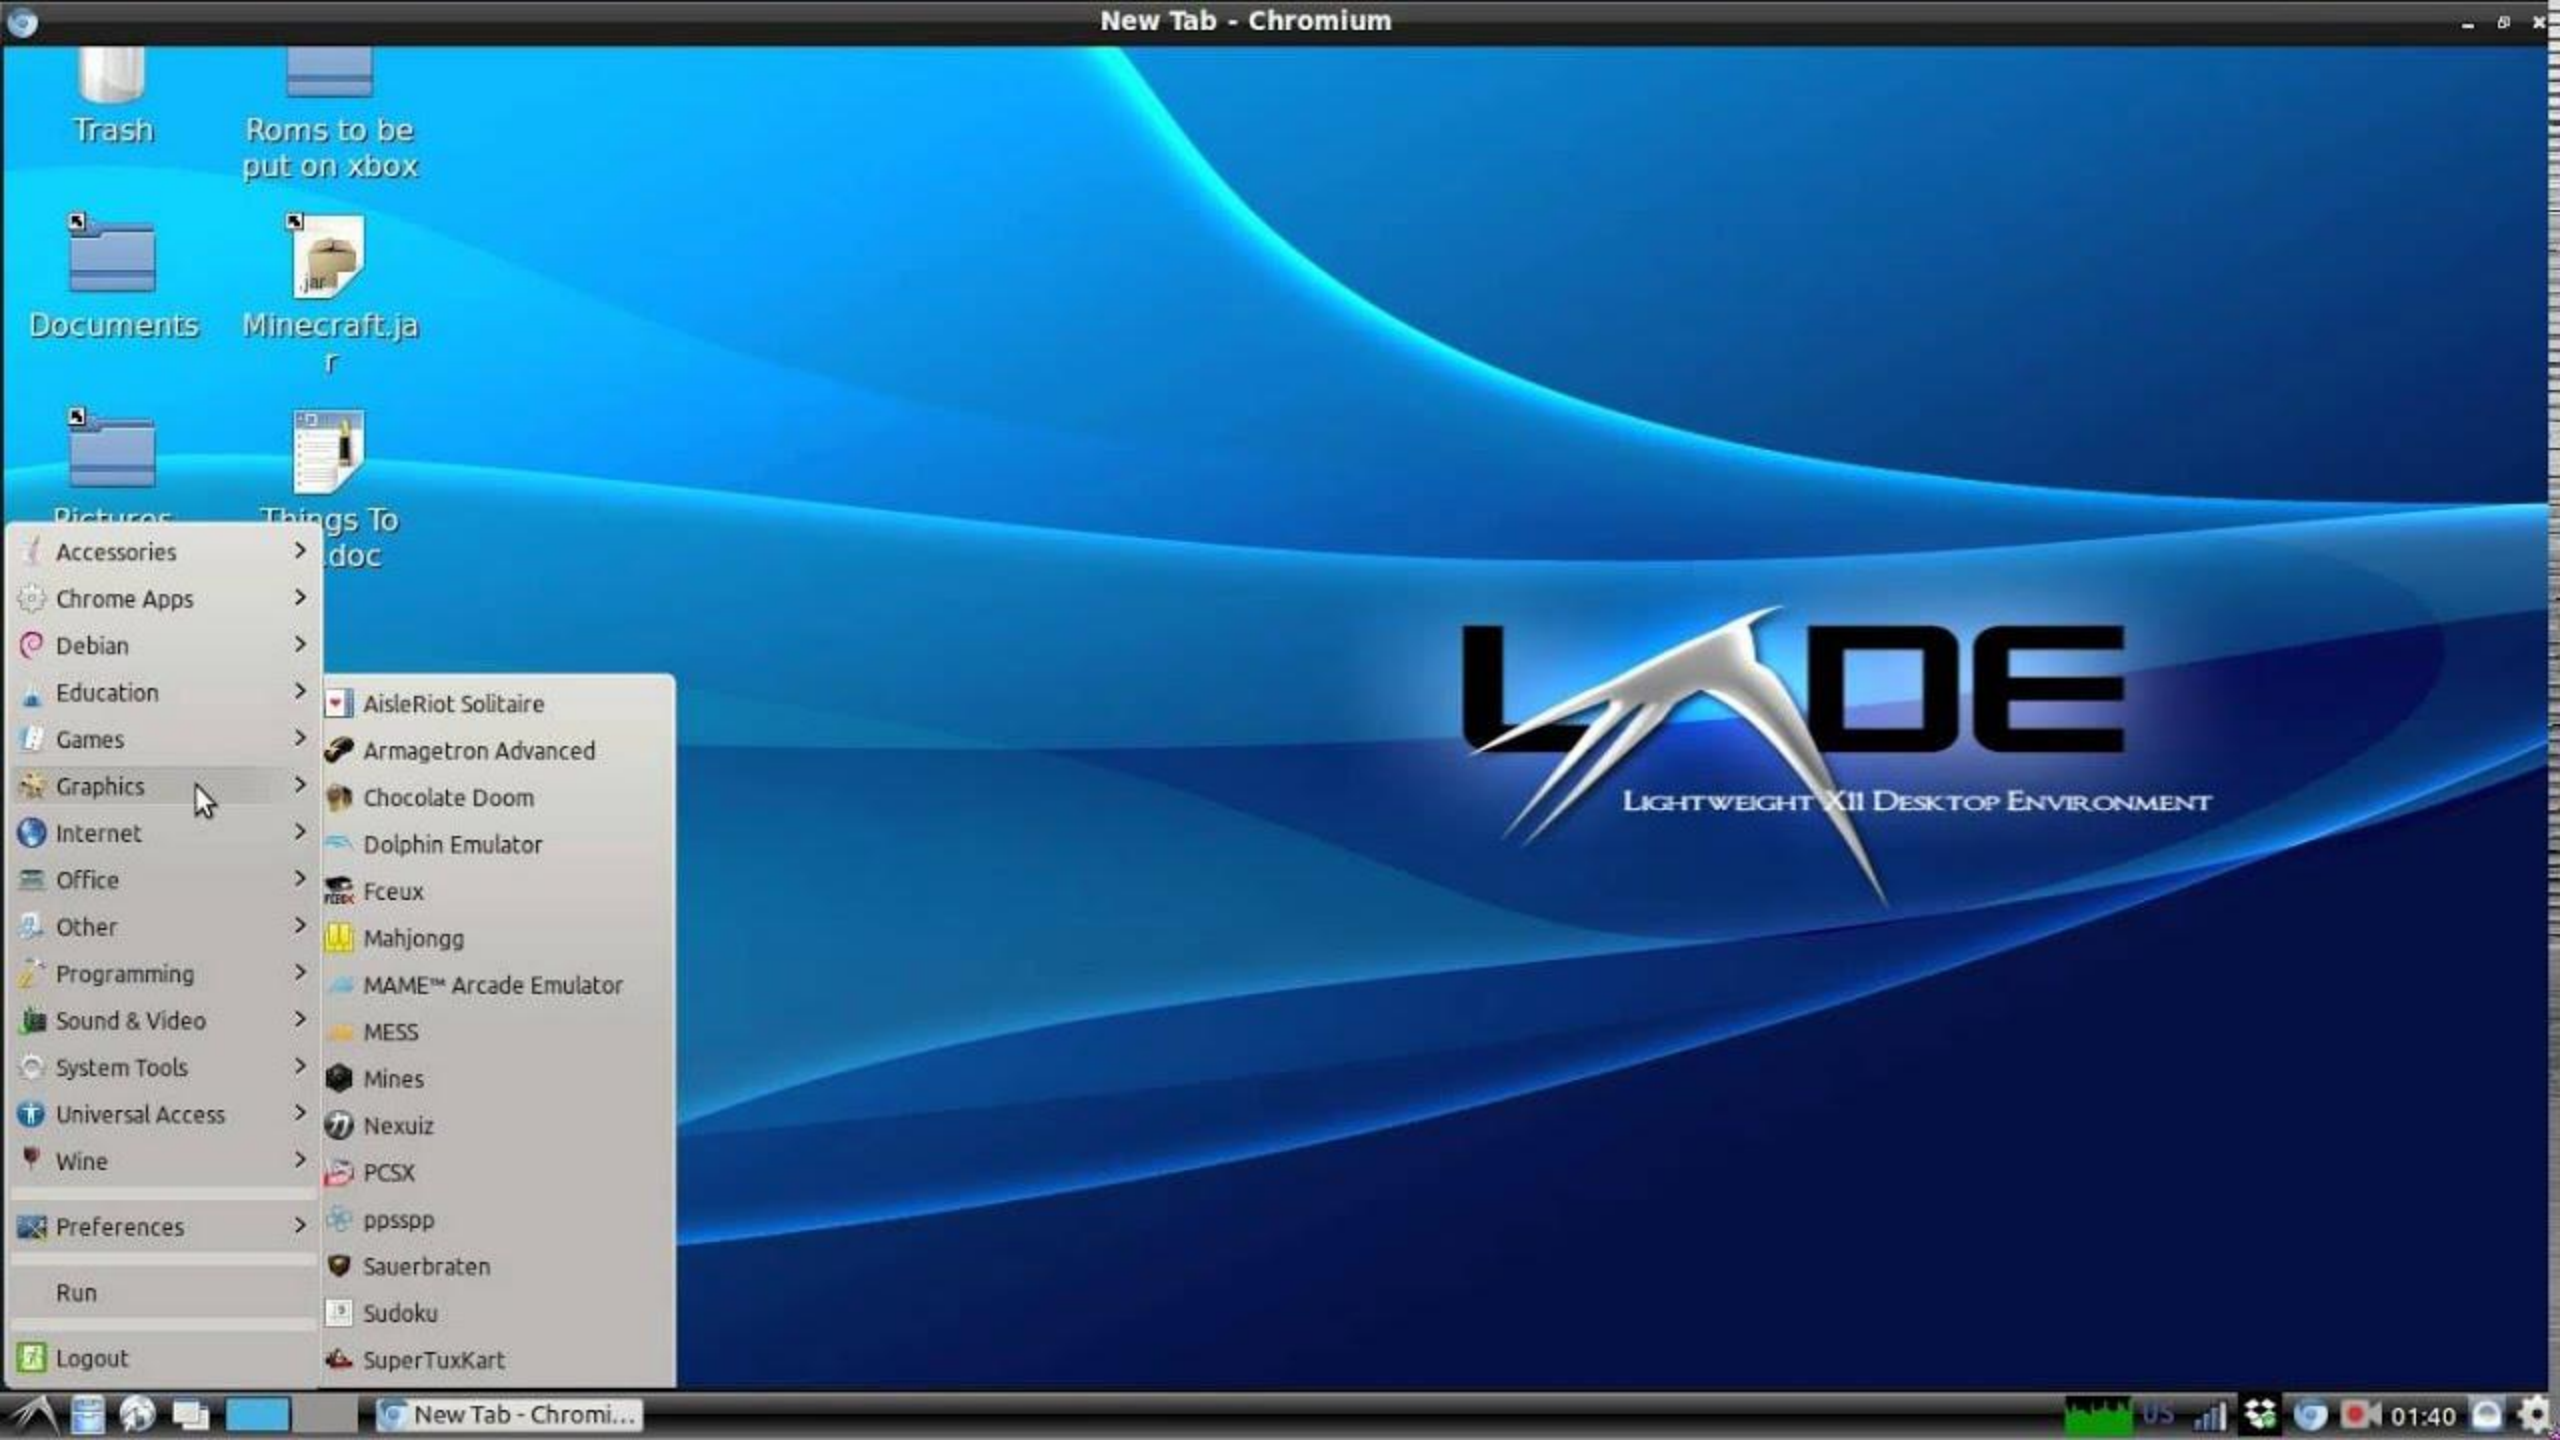 New Tab - Chromium
Trash
Roms to be
put on xbox
Documents
Minecraft.ja
r
.jar
Pictures
Things To
.doc
Accessories
Chrome Apps
Debian
Education
Games
Graphics
Internet
Office
Other
Programming
Sound & Video
System Tools
Universal Access
Wine
Preferences
Run
Logout
AisleRiot Solitaire
Armagetron Advanced
Chocolate Doom
Dolphin Emulator
Fceux
Mahjongg
MAME™ Arcade Emulator
MESS
Mines
Nexuiz
PCSX
ppsspp
Sauerbraten
Sudoku
SuperTuxKart
LXDE
Lightweight X11 Desktop Environment
New Tab - Chromi...
US
01:40